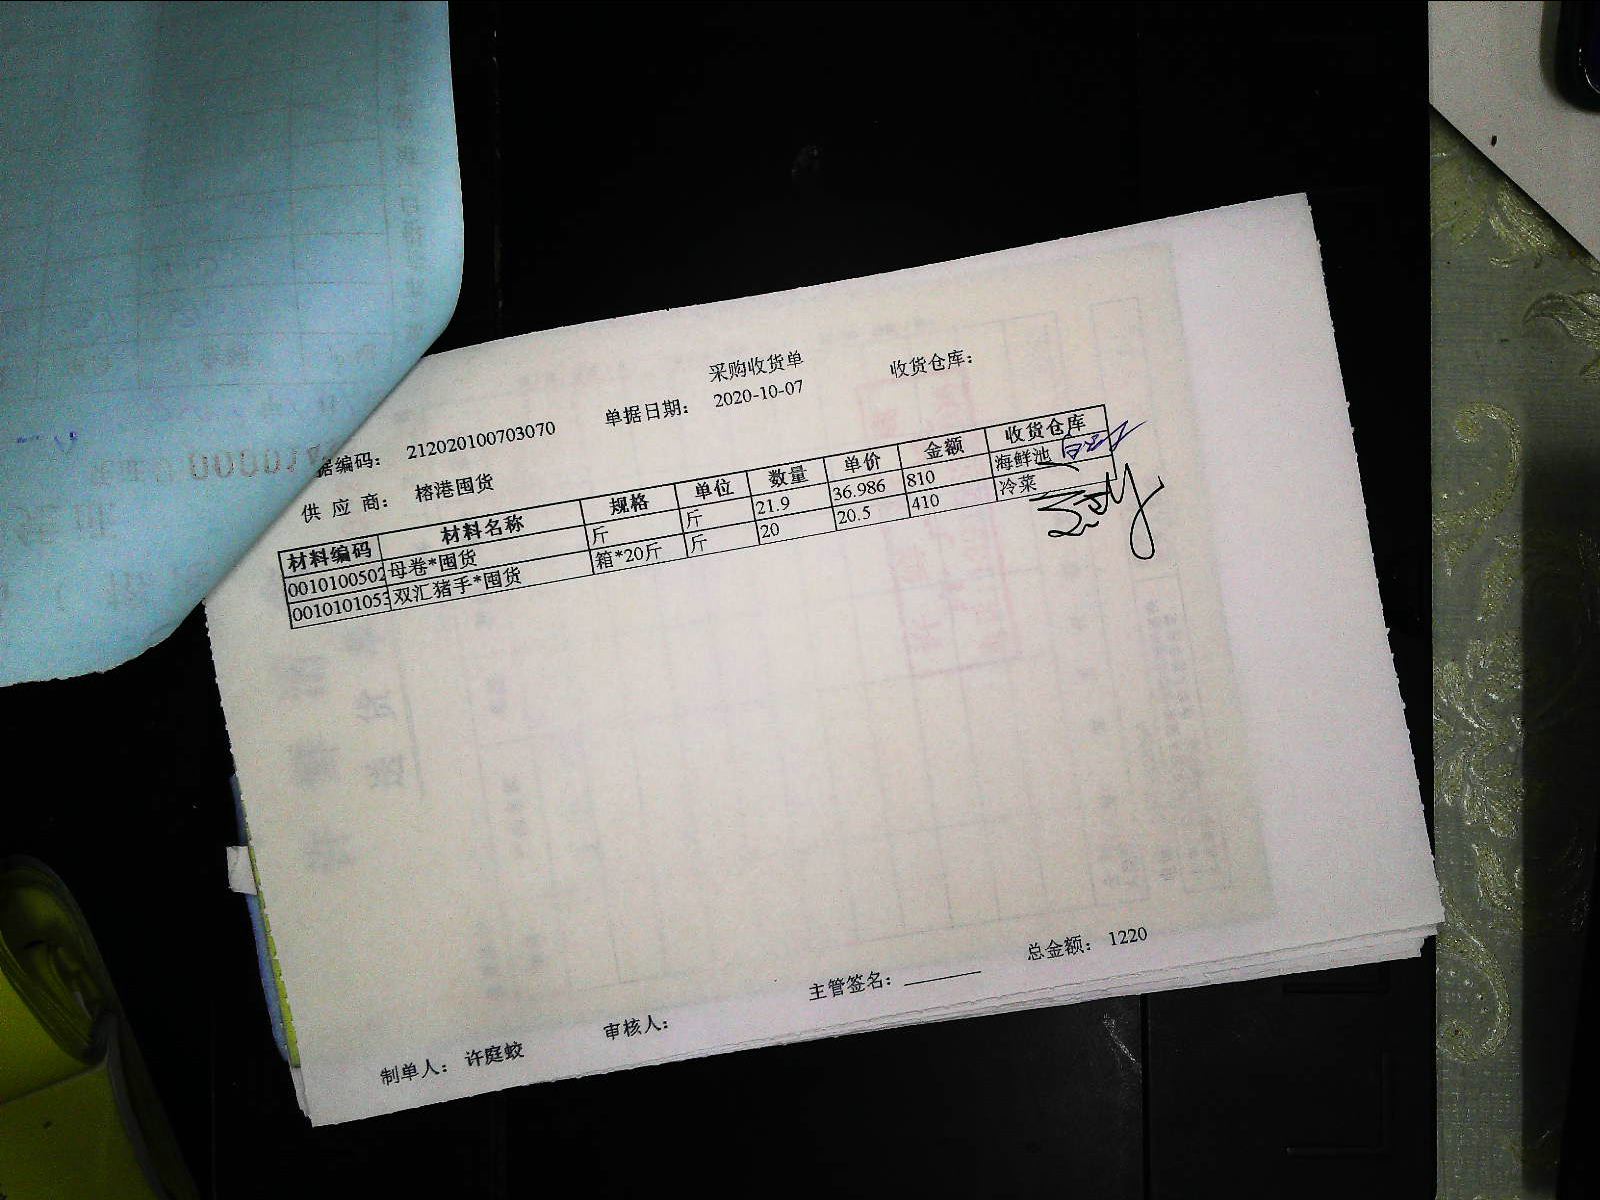 采购收货单
据编码: 212020100703070 单据日期: 2020-10-07 收货仓库:
供 应 商: 榕港囤货
材料编码 材料名称 规格 单位 数量 单价 金额 收货仓库
0010100502 母卷*囤货 斤 斤 21.9 36.986 810 海鲜池
0010101053 双汇猪手*囤货 箱*20斤 斤 20 20.5 410 冷菜
制单人: 许庭蛟 审核人: 主管签名: 总金额: 1220